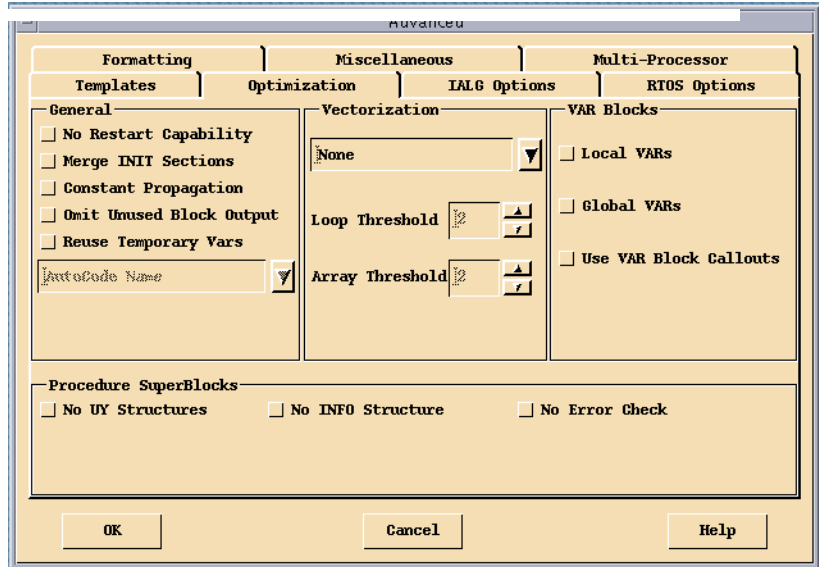 Advanced
Formatting Miscellaneous Multi-Processor
Templates Optimization IALG Options RTOS Options
General
No Restart Capability
Merge INIT Sections
Constant Propagation
Omit Unused Block Output
Reuse Temporary Vars
AutoCode Name
Vectorization
None
Loop Threshold 2
Array Threshold 2
VAR Blocks
Local VARs
Global VARs
Use VAR Block Callouts
Procedure SuperBlocks
No UY Structures No INFO Structure No Error Check
OK Cancel Help